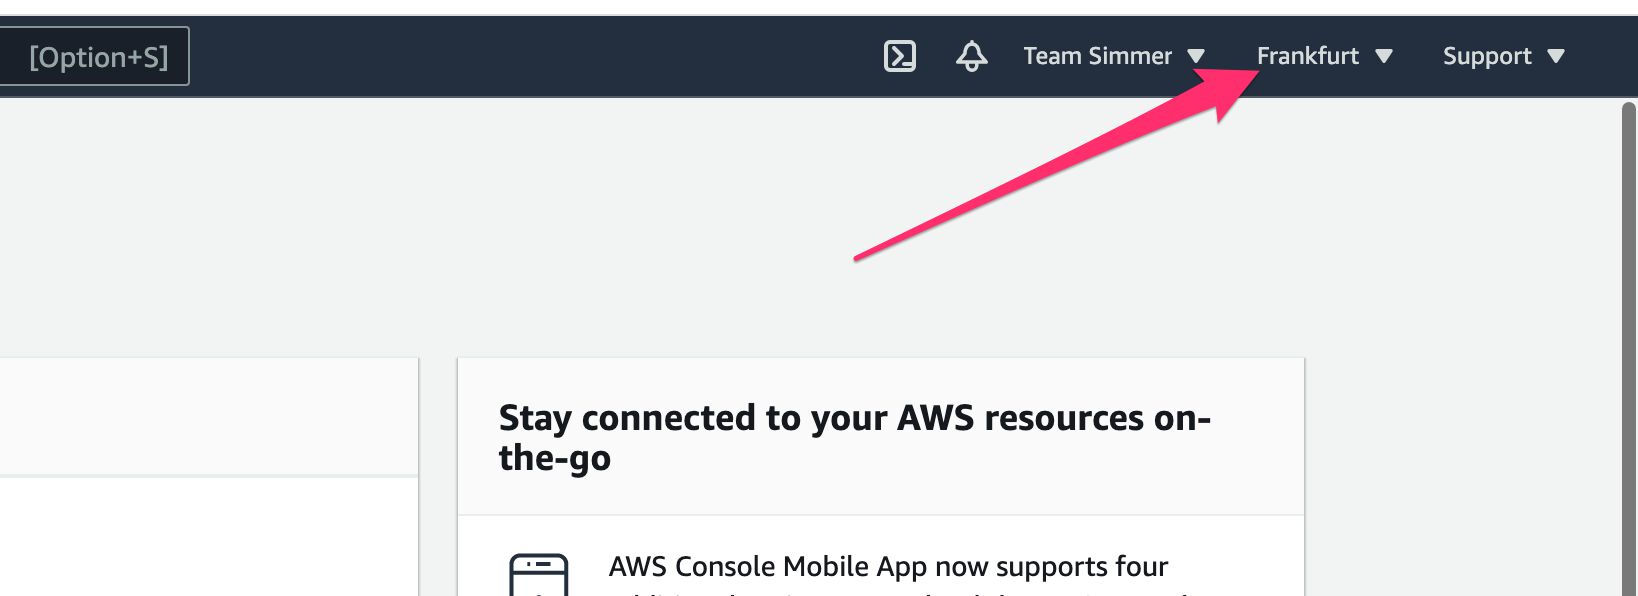 [Option+S]
Team Simmer
Frankfurt
Support
Stay connected to your AWS resources on-
the-go
AWS Console Mobile App now supports four